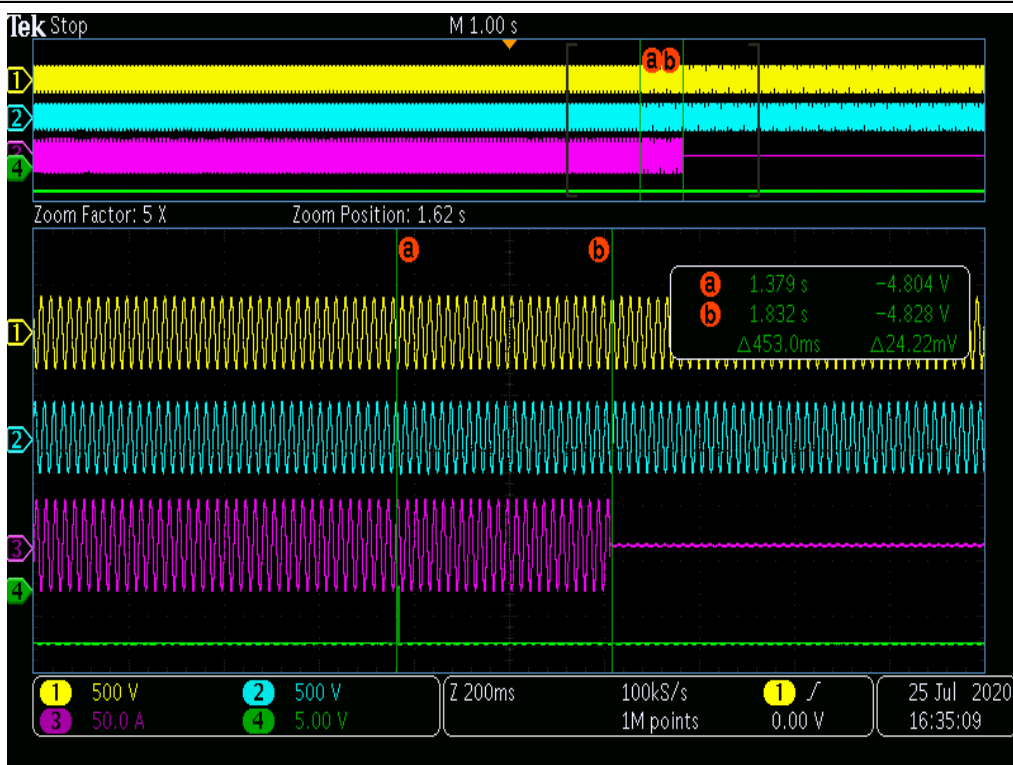 Tek Stop M 1.00 s
a b
1
2
3
4
Zoom Factor: 5 X Zoom Position: 1.62 s
a b
a 1.379 s -4.804 V
b 1.832 s -4.828 V
△453.0ms △24.22mV
1
2
3
4
1 500 V 2 500 V Z 200ms 100kS/s 1 ∫ 25 Jul 2020
3 50.0 A 4 5.00 V 1M points 0.00 V 16:35:09